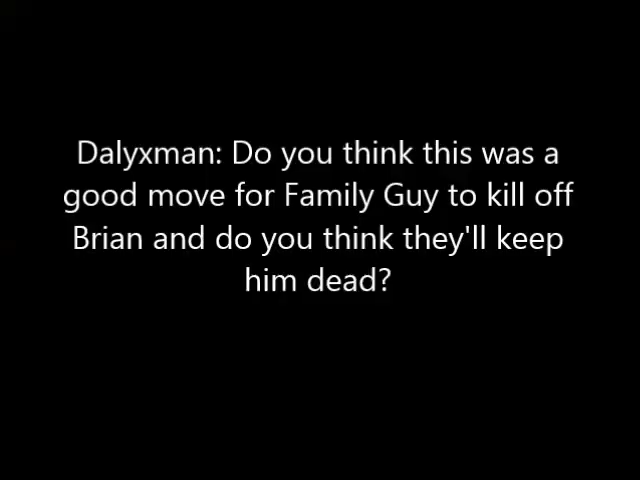 Dalyxman: Do you think this was a
good move for Family Guy to kill off
Brian and do you think they'll keep
him dead?